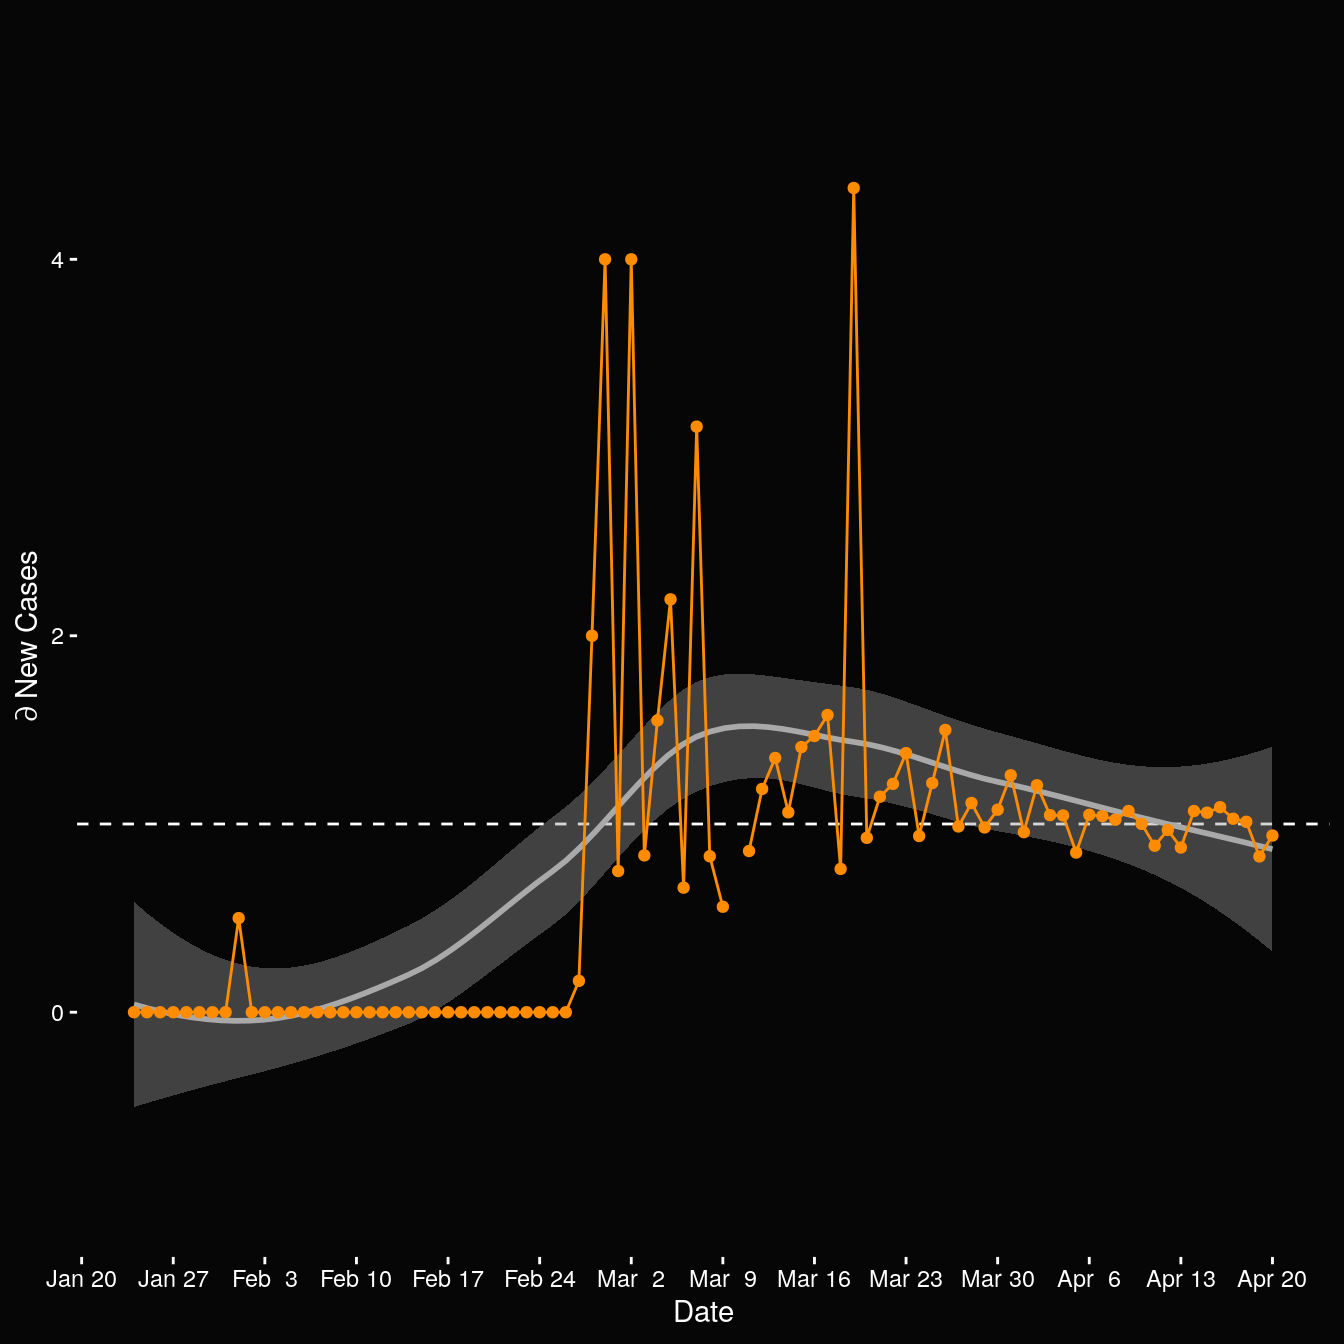 4
2
0
∂ New Cases
Jan 20 Jan 27 Feb 3 Feb 10 Feb 17 Feb 24 Mar 2 Mar 9 Mar 16 Mar 23 Mar 30 Apr 6 Apr 13 Apr 20
Date